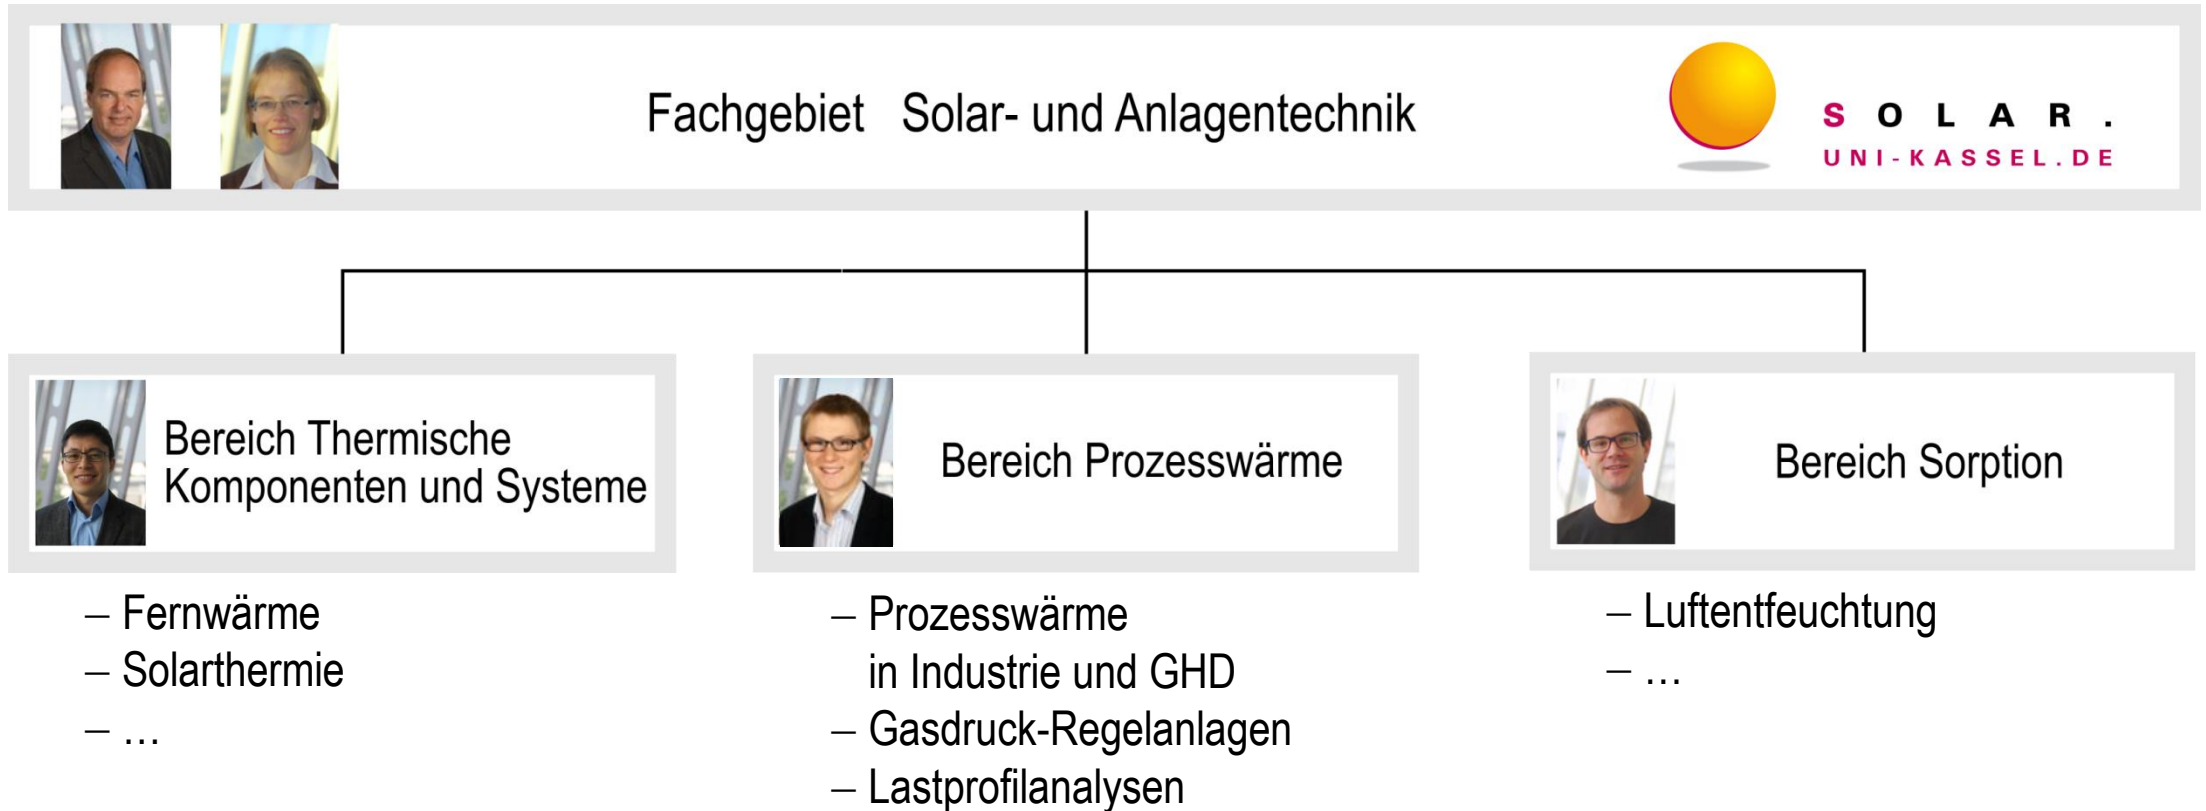 Fachgebiet Solar- und Anlagentechnik
SOLAR.
UNI-KASSEL.DE
Bereich Thermische
Komponenten und Systeme
– Fernwärme
– Solarthermie
– …
Bereich Prozesswärme
– Prozesswärme
in Industrie und GHD
– Gasdruck-Regelanlagen
– Lastprofilanalysen
Bereich Sorption
– Luftentfeuchtung
– …